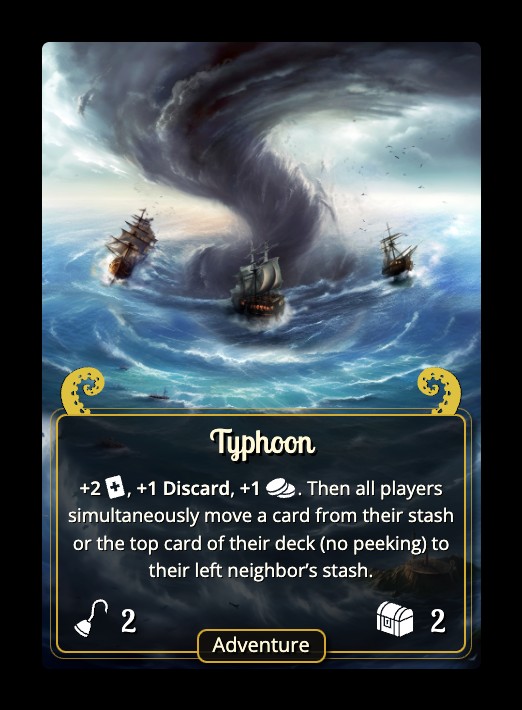 Typhoon
+2 , +1 Discard, +1 . Then all players
simultaneously move a card from their stash
or the top card of their deck (no peeking) to
their left neighbor's stash.
2 2
Adventure